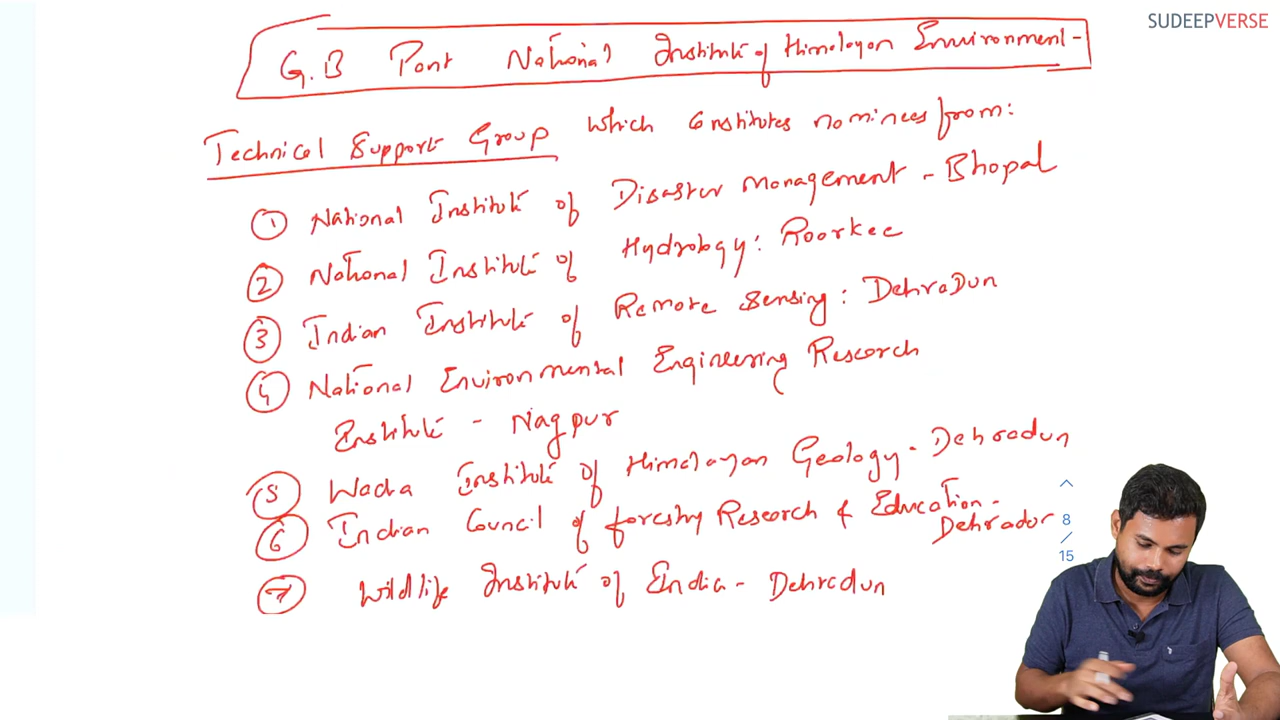 SUDEEPVERSE
G.B Pant National Institute of Himalayan Environment-
Technical Support Group which constitutes nominees from:
① National Institute of Disaster Management - Bhopal
② National Institute of Hydrology: Roorkee
③ Indian Institute of Remote Sensing: DehraDun
④ National Environmental Engineering Research
Institute - Nagpur
⑤ Wadia Institute of Himalayan Geology - Dehradun
⑥ Indian Council of forestry Research & Education -
Dehradun
⑦ Wildlife Institute of India - Dehradun
8
/
15